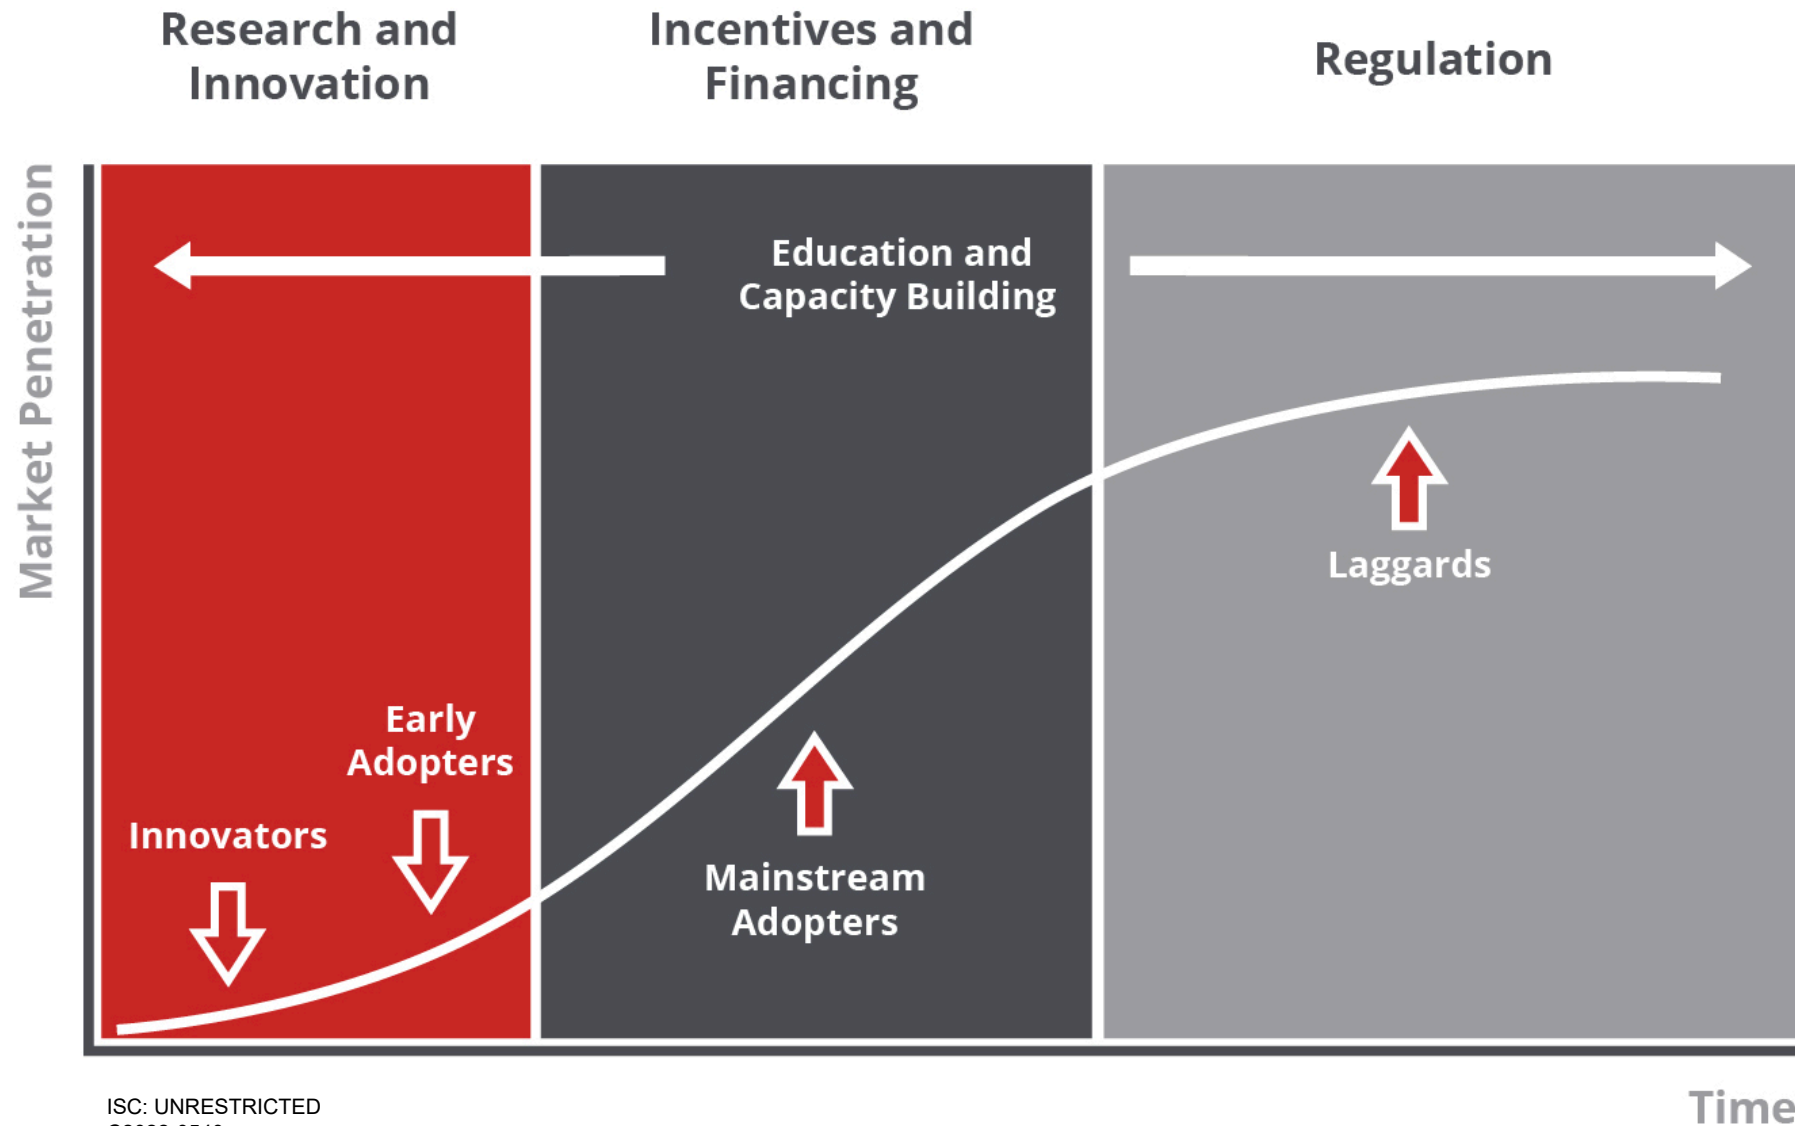 Research and
Innovation
Incentives and
Financing
Regulation
Market Penetration
Education and
Capacity Building
Early
Adopters
Innovators
Mainstream
Adopters
Laggards
Time
ISC: UNRESTRICTED